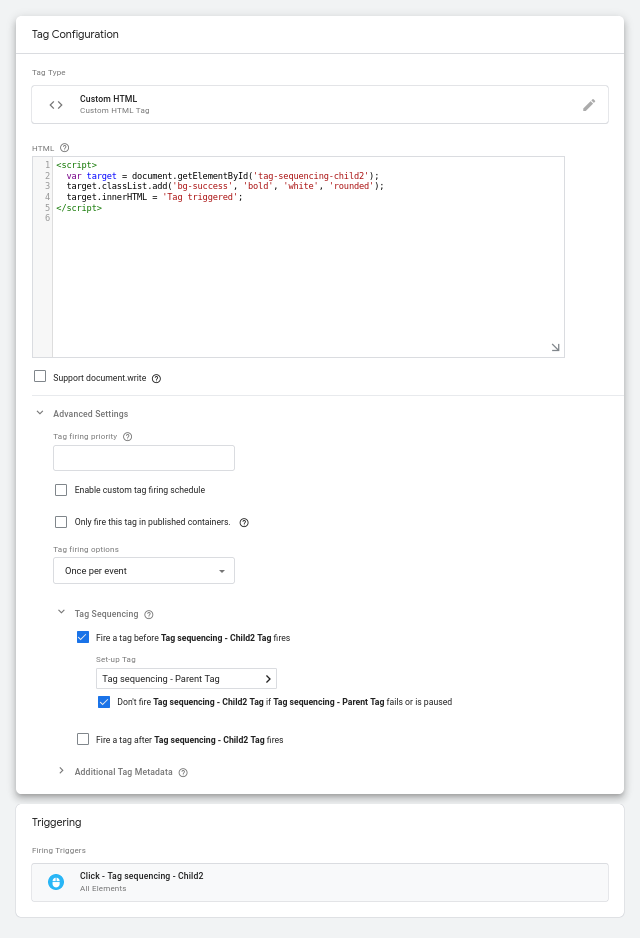 Tag Configuration
Tag Type
Custom HTML
Custom HTML Tag
HTML
1 <script>
2   var target = document.getElementById('tag-sequencing-child2');
3   target.classList.add('bg-success', 'bold', 'white', 'rounded');
4   target.innerHTML = 'Tag triggered';
5 </script>
6
Support document.write
Advanced Settings
Tag firing priority
Enable custom tag firing schedule
Only fire this tag in published containers.
Tag firing options
Once per event
Tag Sequencing
Fire a tag before Tag sequencing - Child2 Tag fires
Set-up Tag
Tag sequencing - Parent Tag
Don't fire Tag sequencing - Child2 Tag if Tag sequencing - Parent Tag fails or is paused
Fire a tag after Tag sequencing - Child2 Tag fires
Additional Tag Metadata
Triggering
Firing Triggers
Click - Tag sequencing - Child2
All Elements